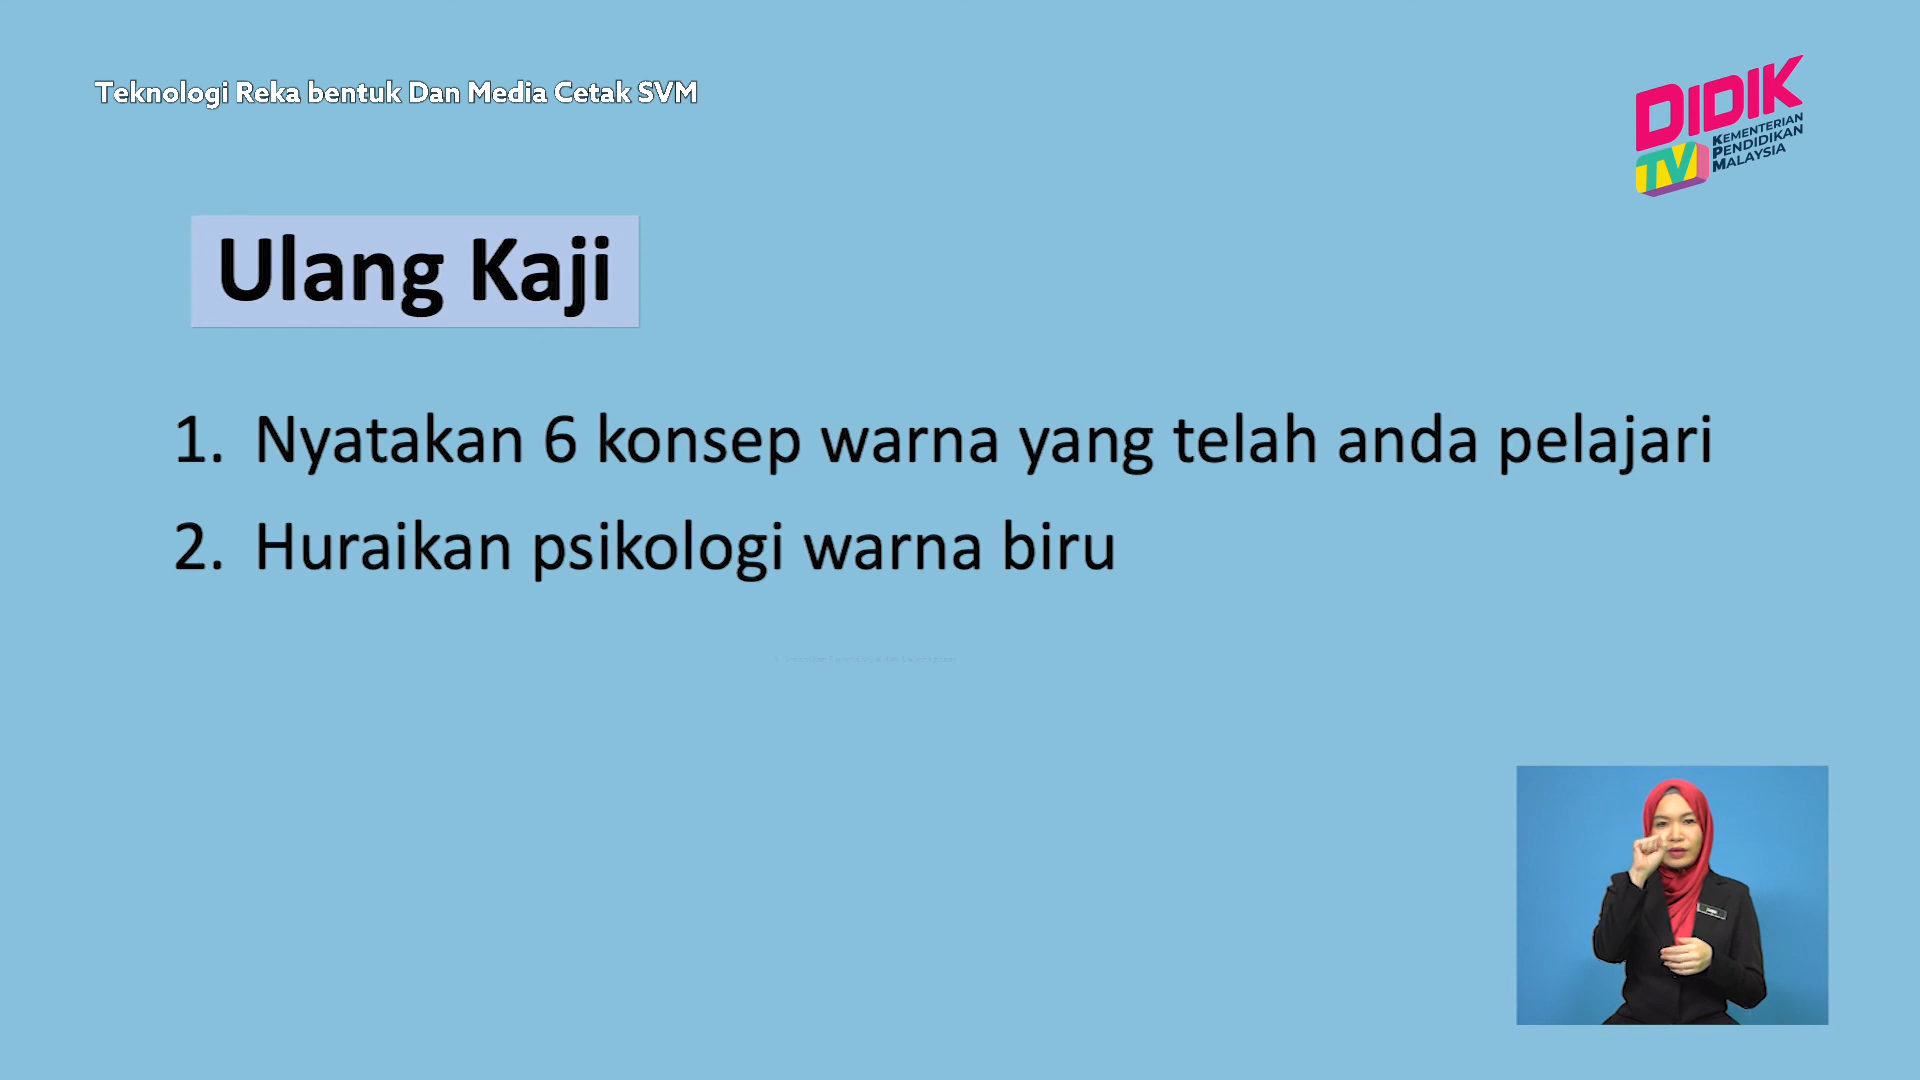 Teknologi Reka bentuk Dan Media Cetak SVM
DIDIK
TV
KEMENTERIAN
PENDIDIKAN
MALAYSIA
Ulang Kaji
1. Nyatakan 6 konsep warna yang telah anda pelajari
2. Huraikan psikologi warna biru